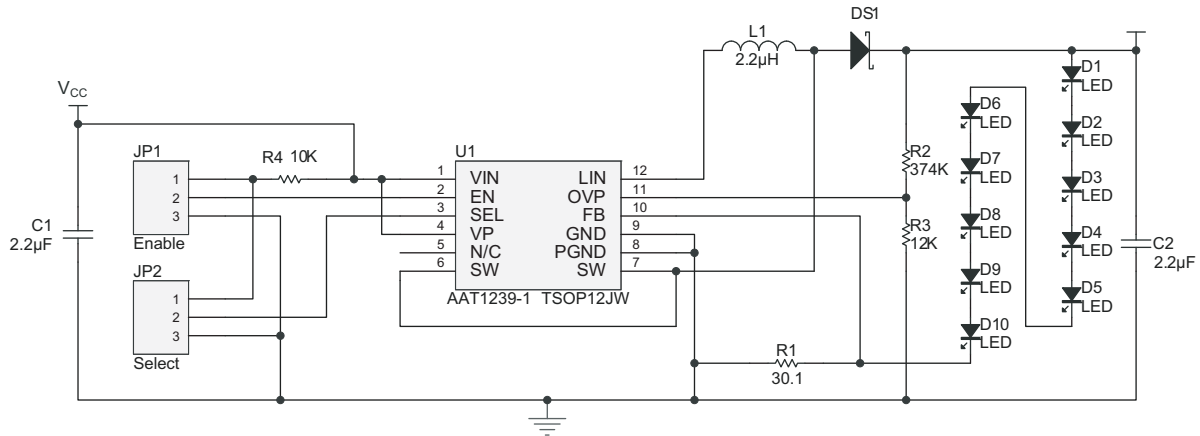 DS1
L1
2.2µH
V_CC
D1
LED
D6
LED
JP1
R4 10K
U1
D2
LED
R2
374K
D7
LED
1
2
3
Enable
1 VIN
2 EN
3 SEL
4 VP
5 N/C
6 SW
LIN 12
OVP 11
FB 10
GND 9
PGND 8
SW 7
D3
LED
C1
2.2µF
R3
12K
D8
LED
D4
LED
C2
2.2µF
JP2
1
2
3
Select
AAT1239-1 TSOP12JW
D9
LED
D5
LED
D10
LED
R1
30.1